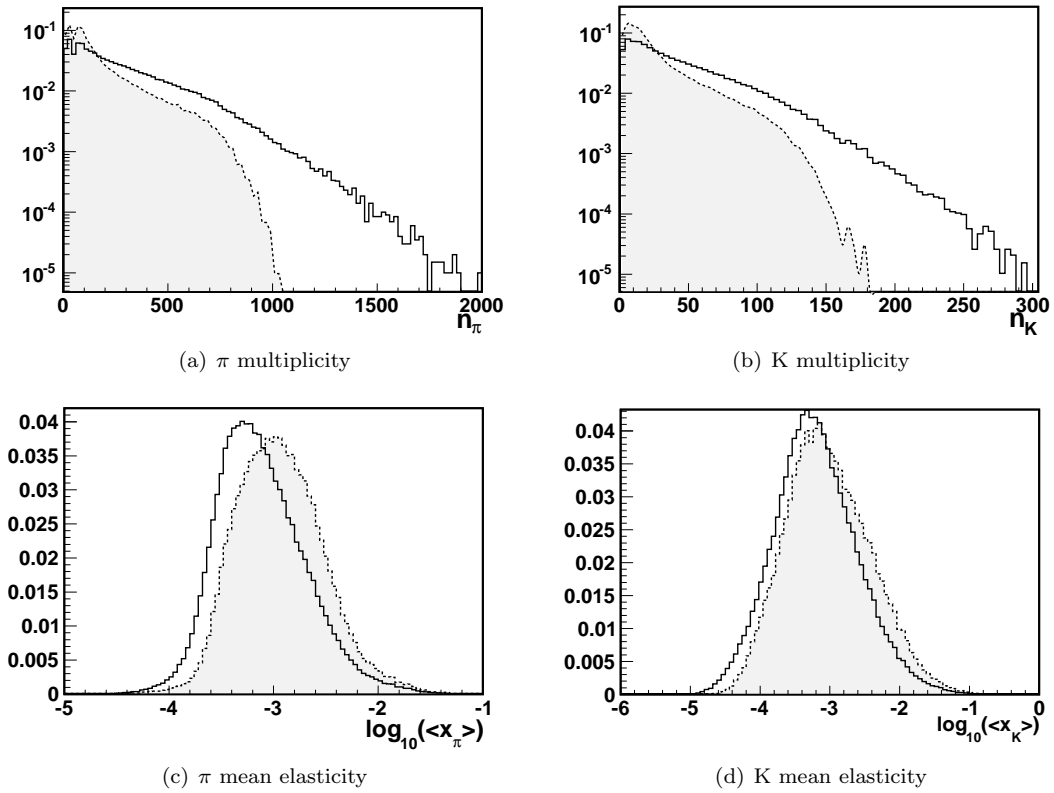 10⁻¹
10⁻²
10⁻³
10⁻⁴
10⁻⁵
0 500 1000 1500 2000
n_π
(a) π multiplicity
10⁻¹
10⁻²
10⁻³
10⁻⁴
10⁻⁵
0 50 100 150 200 250 300
n_K
(b) K multiplicity
0.04
0.035
0.03
0.025
0.02
0.015
0.01
0.005
0
-5 -4 -3 -2 -1
log₁₀(<x_π>)
(c) π mean elasticity
0.04
0.035
0.03
0.025
0.02
0.015
0.01
0.005
0
-6 -5 -4 -3 -2 -1 0
log₁₀(<x_K>)
(d) K mean elasticity